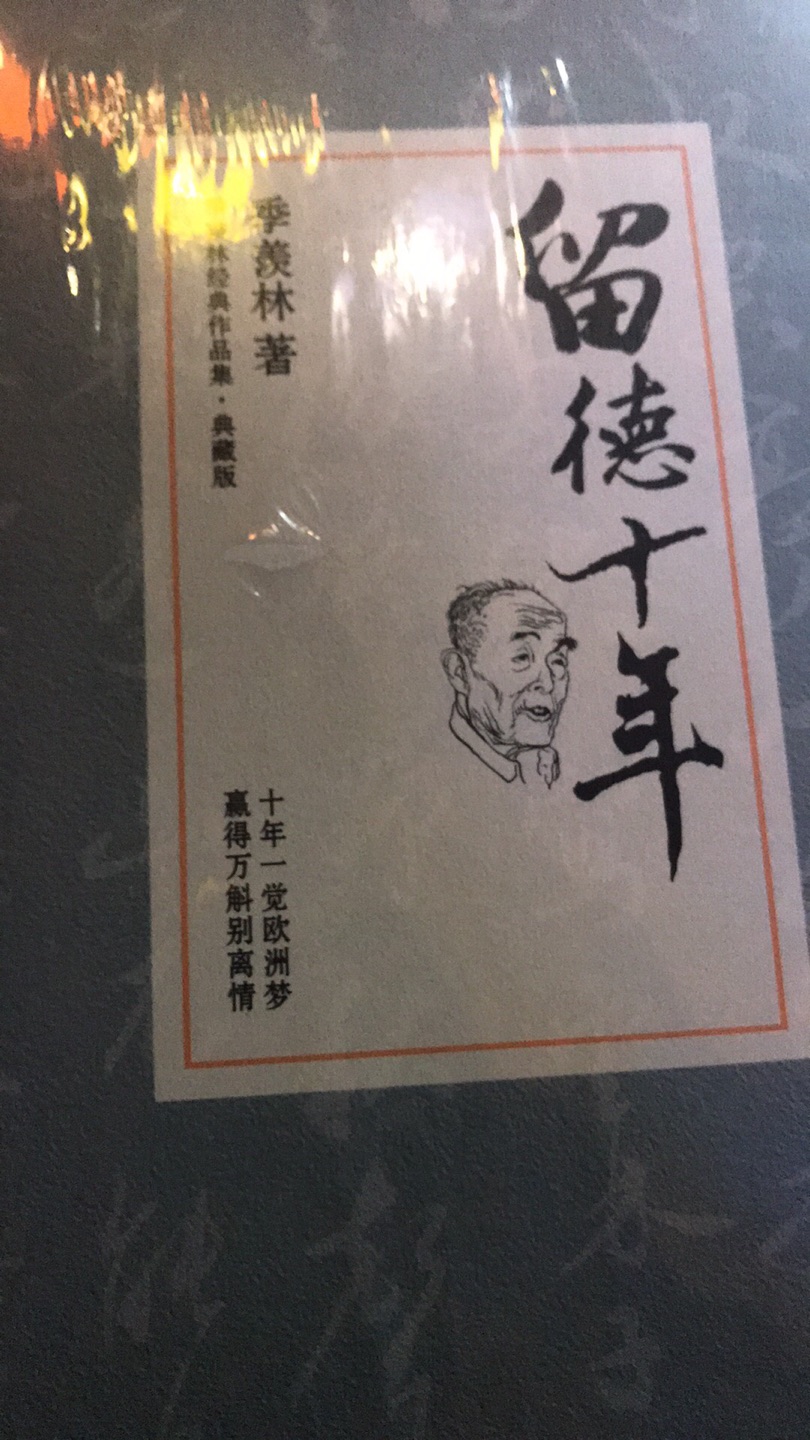 留德十年
季羡林 著
林经典作品集·典藏版
十年一觉欧洲梦
赢得万斛别离情